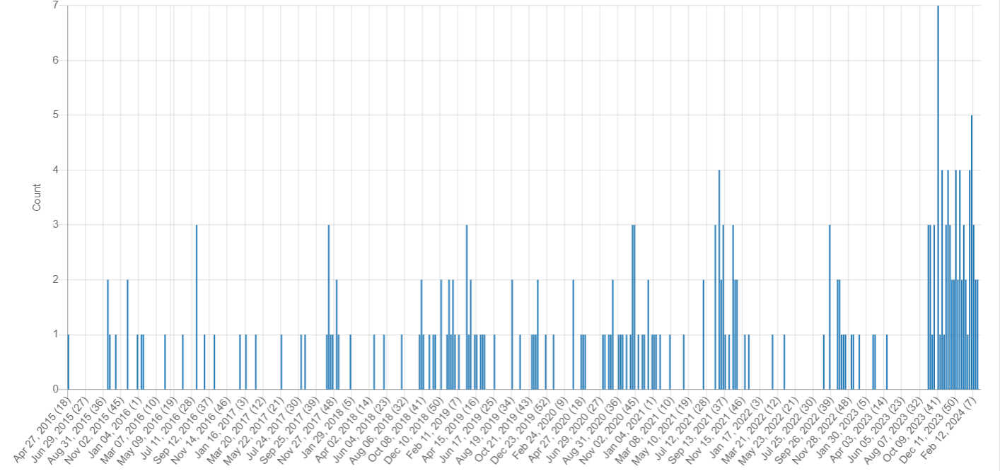 7
6
5
4
3
2
1
0
Count
Apr 27, 2015 (18)
Jun 29, 2015 (27)
Aug 31, 2015 (36)
Nov 02, 2015 (45)
Jan 04, 2016 (1)
Mar 07, 2016 (10)
May 09, 2016 (19)
Jul 11, 2016 (28)
Sep 12, 2016 (37)
Nov 14, 2016 (46)
Jan 16, 2017 (3)
Mar 20, 2017 (12)
May 22, 2017 (21)
Jul 24, 2017 (30)
Sep 25, 2017 (39)
Nov 27, 2017 (48)
Jan 29, 2018 (5)
Apr 02, 2018 (14)
Jun 04, 2018 (23)
Aug 06, 2018 (32)
Oct 08, 2018 (41)
Dec 10, 2018 (50)
Feb 11, 2019 (7)
Apr 15, 2019 (16)
Jun 17, 2019 (25)
Aug 19, 2019 (34)
Oct 21, 2019 (43)
Dec 23, 2019 (52)
Feb 24, 2020 (9)
Apr 27, 2020 (18)
Jun 29, 2020 (27)
Aug 31, 2020 (36)
Nov 02, 2020 (45)
Jan 04, 2021 (1)
Mar 08, 2021 (10)
May 10, 2021 (19)
Jul 12, 2021 (28)
Sep 13, 2021 (37)
Nov 15, 2021 (46)
Jan 17, 2022 (3)
Mar 21, 2022 (12)
May 23, 2022 (21)
Jul 25, 2022 (30)
Sep 26, 2022 (39)
Nov 28, 2022 (48)
Jan 30, 2023 (5)
Apr 03, 2023 (14)
Jun 05, 2023 (23)
Aug 07, 2023 (32)
Oct 09, 2023 (41)
Dec 11, 2023 (50)
Feb 12, 2024 (7)